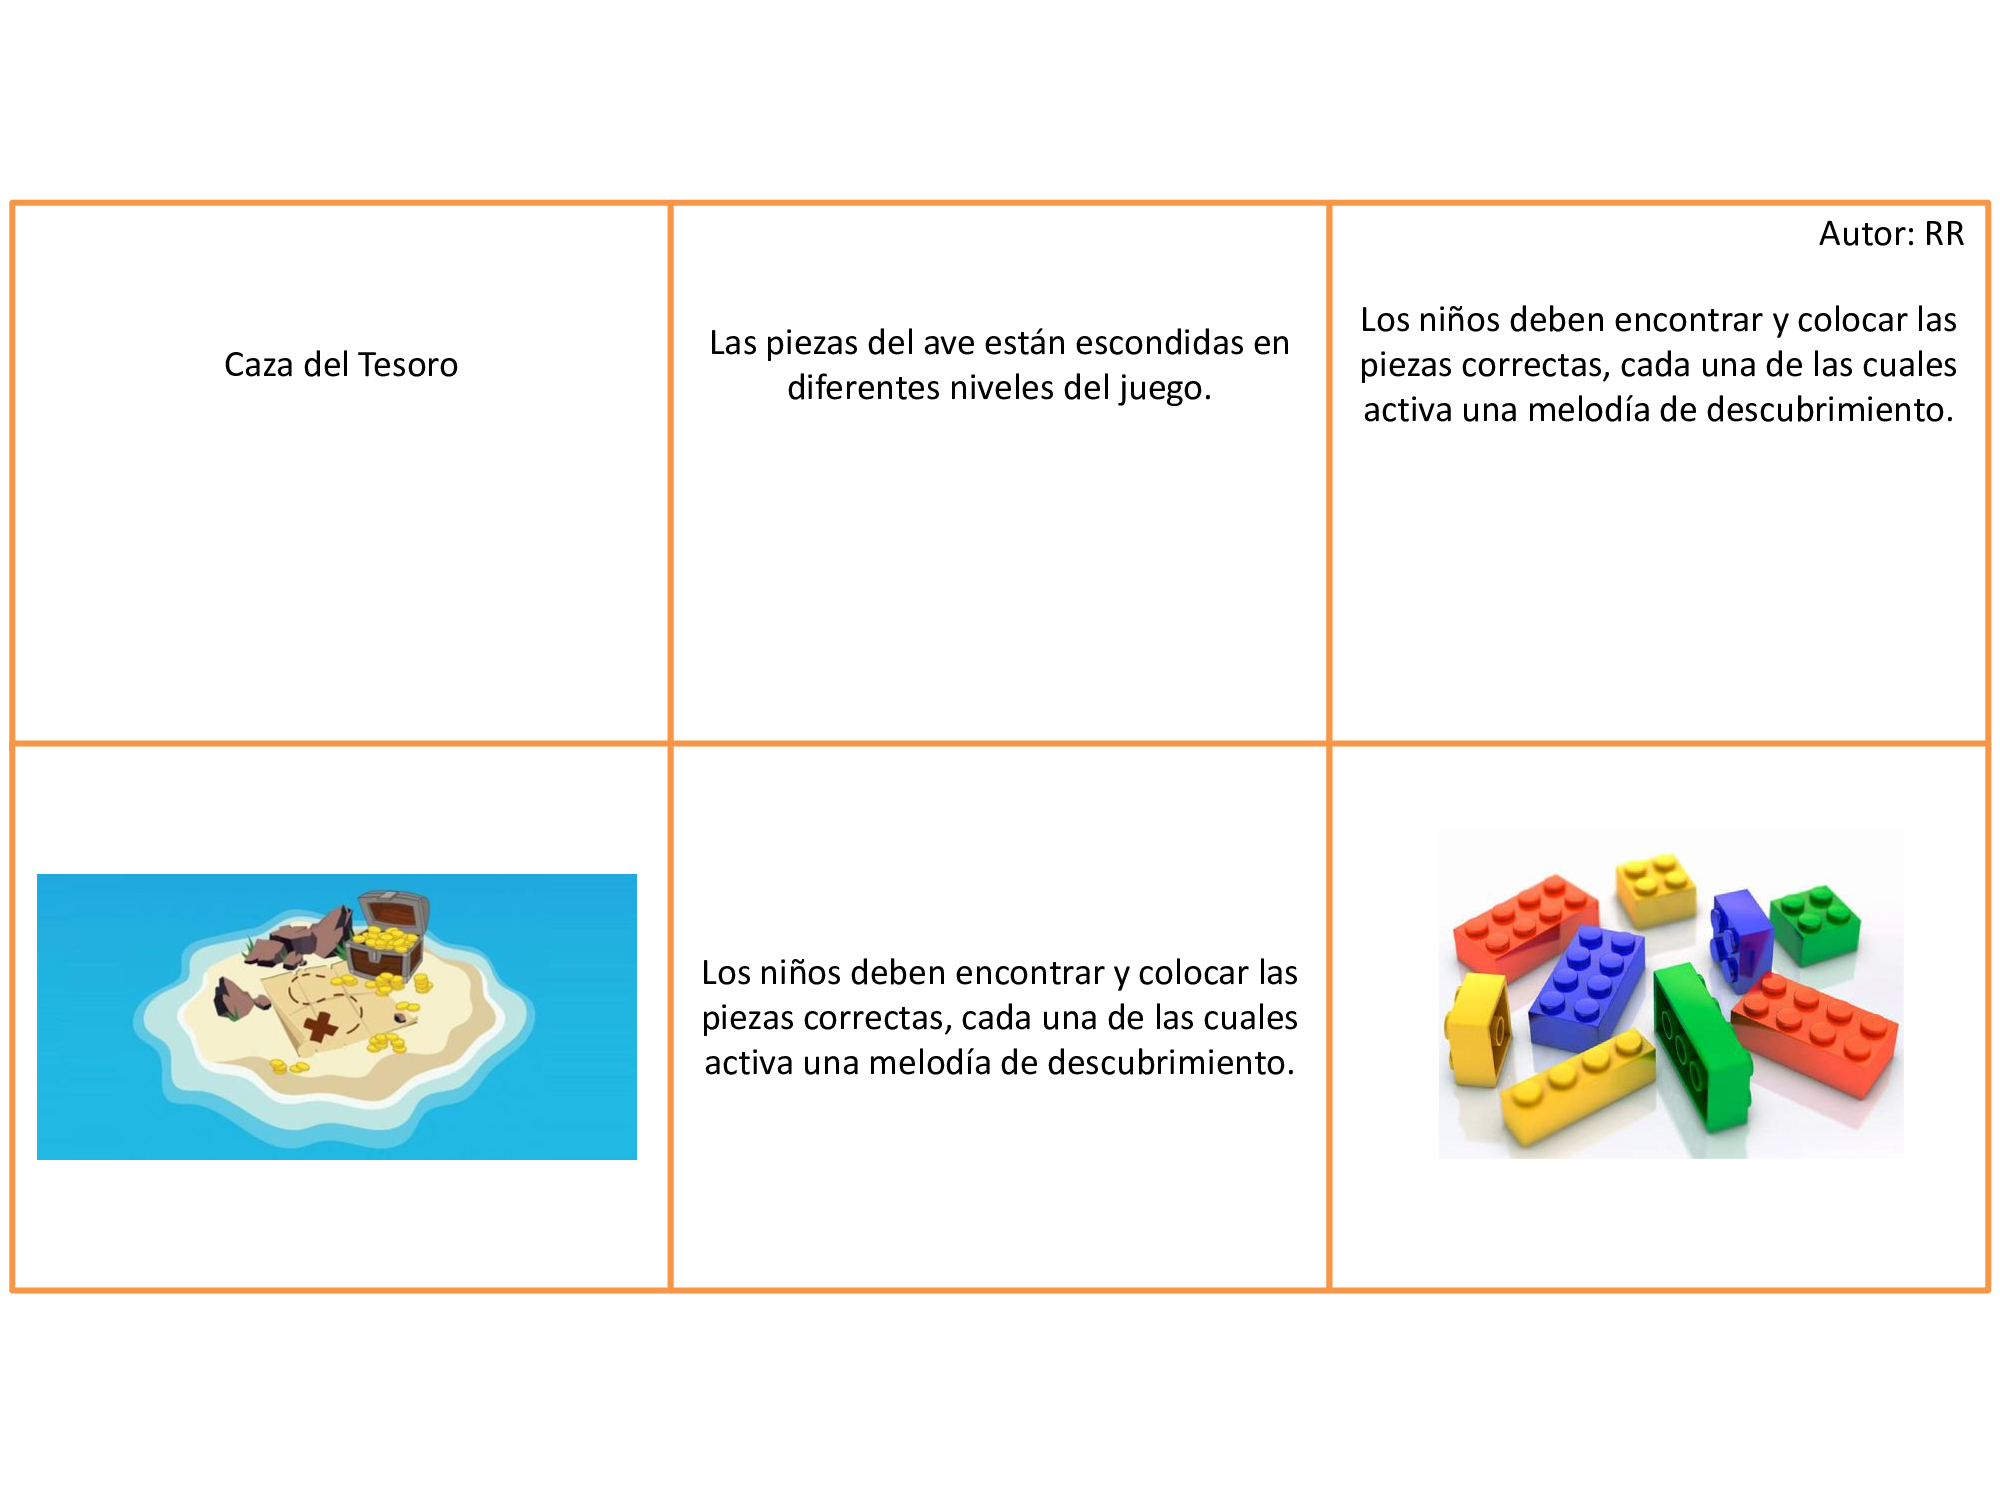 Caza del Tesoro
Las piezas del ave están escondidas en
diferentes niveles del juego.
Autor: RR
Los niños deben encontrar y colocar las
piezas correctas, cada una de las cuales
activa una melodía de descubrimiento.
Los niños deben encontrar y colocar las
piezas correctas, cada una de las cuales
activa una melodía de descubrimiento.